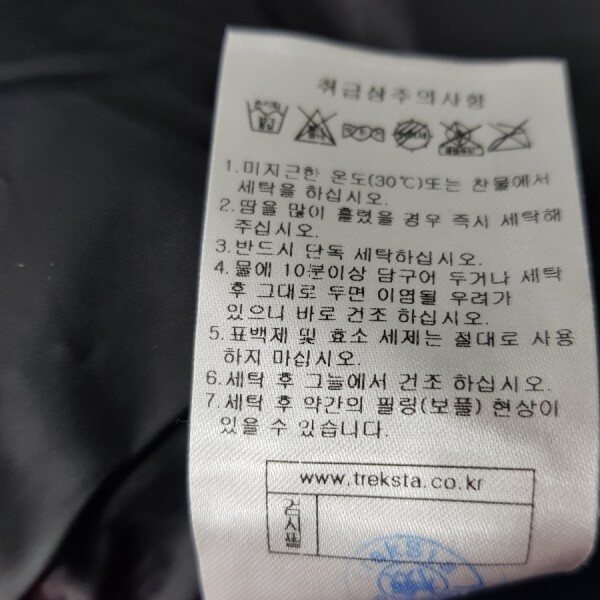 취급상주의사항
1.미지근한 온도(30℃)또는 찬물에서
세탁을 하십시오.
2.땀을 많이 흘렸을 경우 즉시 세탁해
주십시오.
3.반드시 단독 세탁하십시오.
4.물에 10분이상 담구어 두거나 세탁
후 그대로 두면 이염될 우려가
있으니 바로 건조 하십시오.
5.표백제 및 효소 세제는 절대로 사용
하지 마십시오.
6.세탁 후 그늘에서 건조 하십시오.
7.세탁 후 약간의 필링(보플) 현상이
있을 수 있습니다.
www.treksta.co.kr
검사필